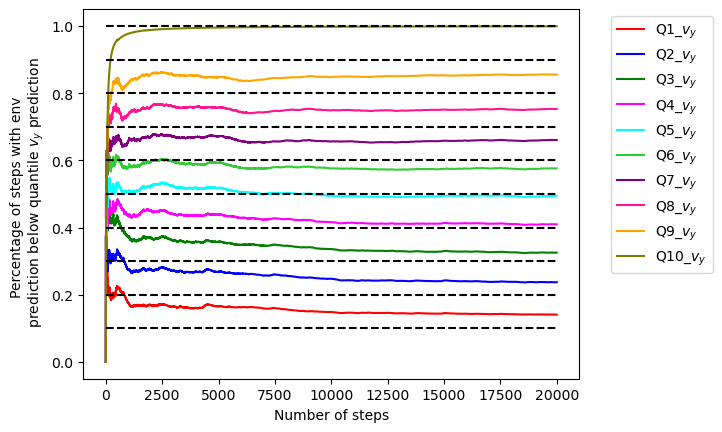 Percentage of steps with env
prediction below quantile v_y prediction
1.0
0.8
0.6
0.4
0.2
0.0
0
2500
5000
7500
10000
12500
15000
17500
20000
Number of steps
Q1_v_y
Q2_v_y
Q3_v_y
Q4_v_y
Q5_v_y
Q6_v_y
Q7_v_y
Q8_v_y
Q9_v_y
Q10_v_y